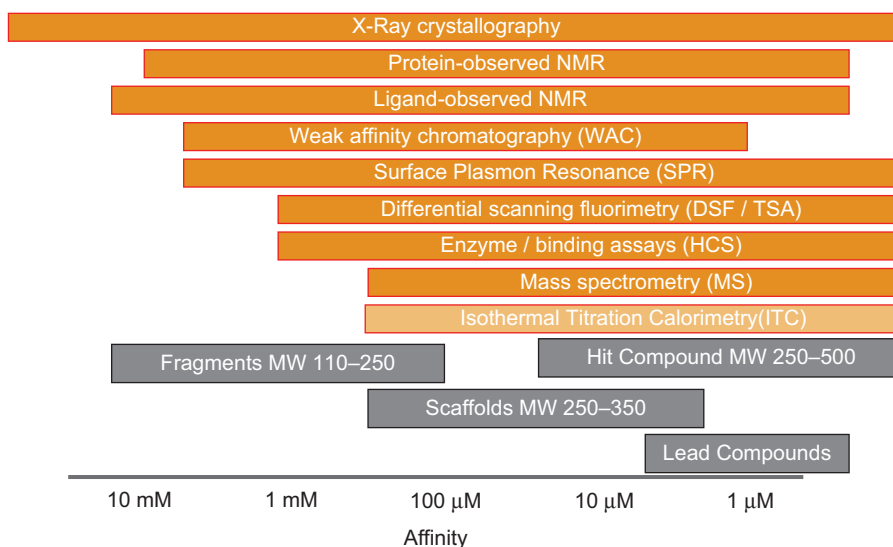 X-Ray crystallography
Protein-observed NMR
Ligand-observed NMR
Weak affinity chromatography (WAC)
Surface Plasmon Resonance (SPR)
Differential scanning fluorimetry (DSF / TSA)
Enzyme / binding assays (HCS)
Mass spectrometry (MS)
Isothermal Titration Calorimetry(ITC)
Fragments MW 110–250
Hit Compound MW 250–500
Scaffolds MW 250–350
Lead Compounds
10 mM 1 mM 100 μM 10 μM 1 μM
Affinity